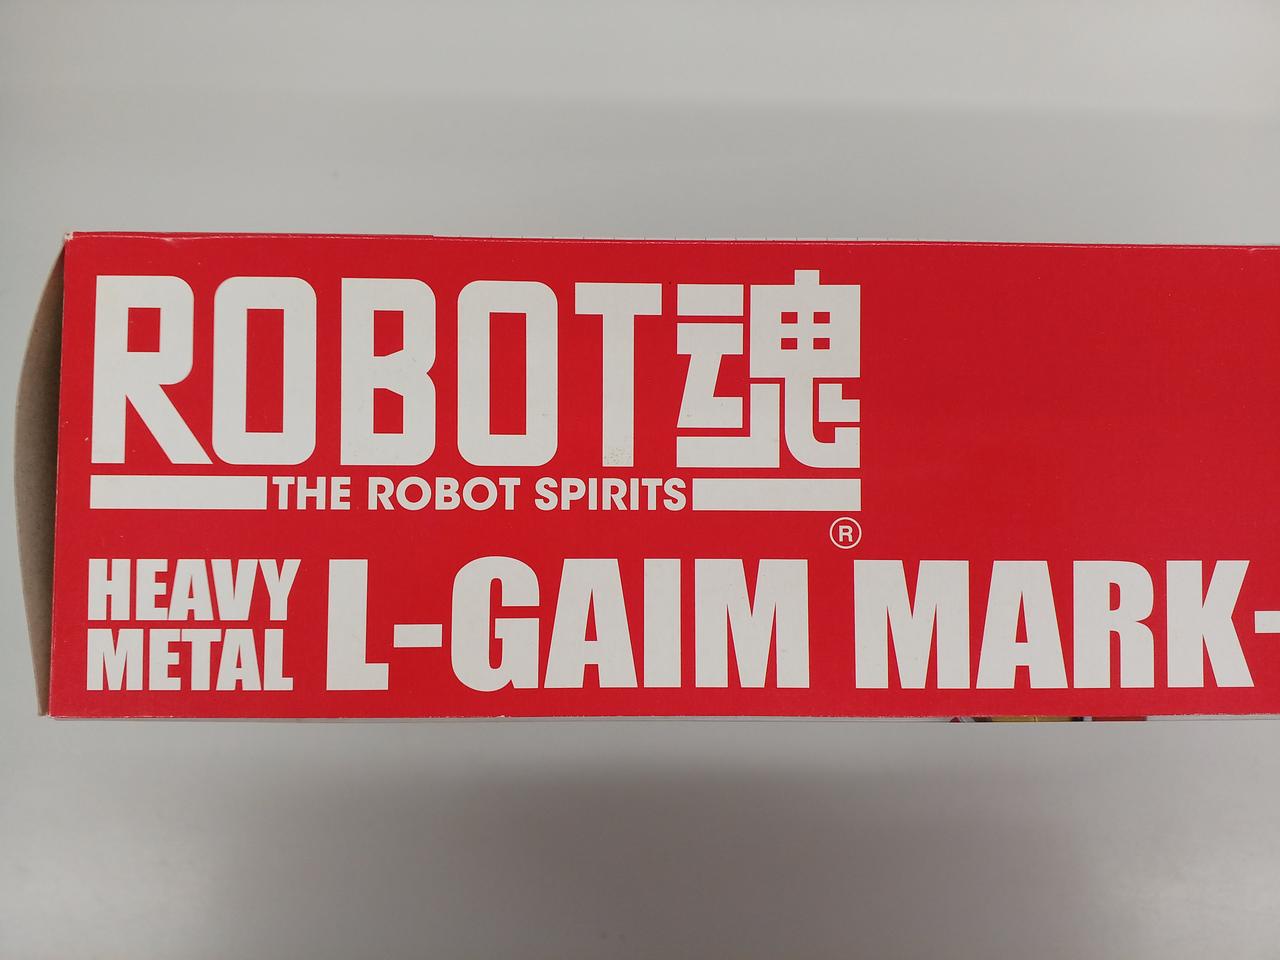 ROBOT魂
THE ROBOT SPIRITS
®
HEAVY
METAL
L-GAIM MARK-